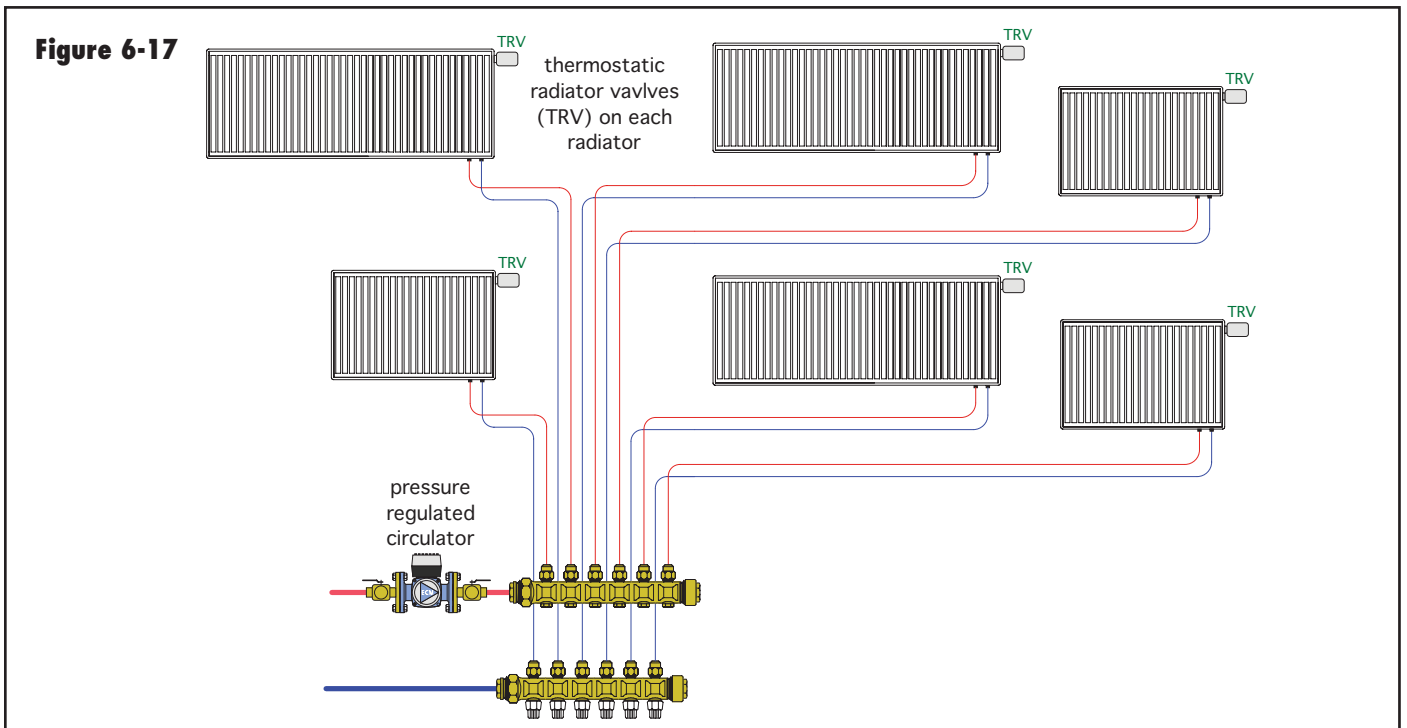 Figure 6-17
TRV
thermostatic
radiator vavlves
(TRV) on each
radiator
TRV
TRV
TRV
TRV
TRV
pressure
regulated
circulator
ECM